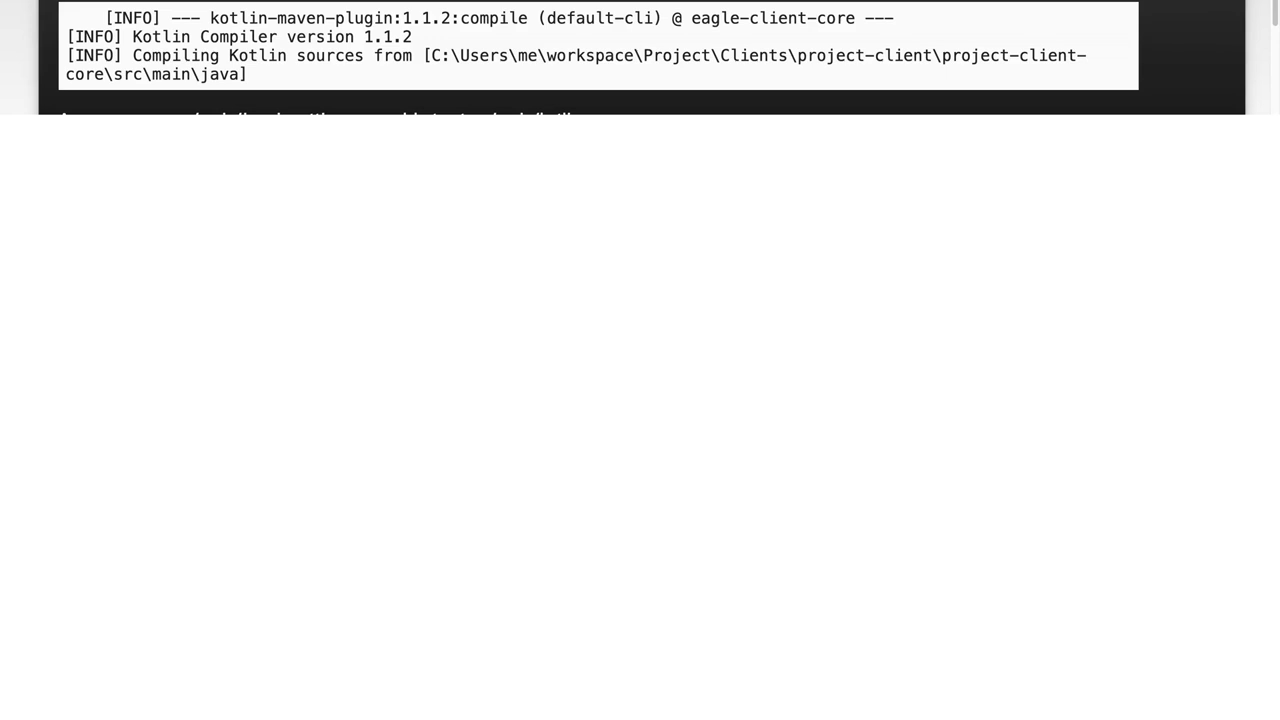 [INFO] --- kotlin-maven-plugin:1.1.2:compile (default-cli) @ eagle-client-core ---
[INFO] Kotlin Compiler version 1.1.2
[INFO] Compiling Kotlin sources from [C:\Users\me\workspace\Project\Clients\project-client\project-client-
core\src\main\java]